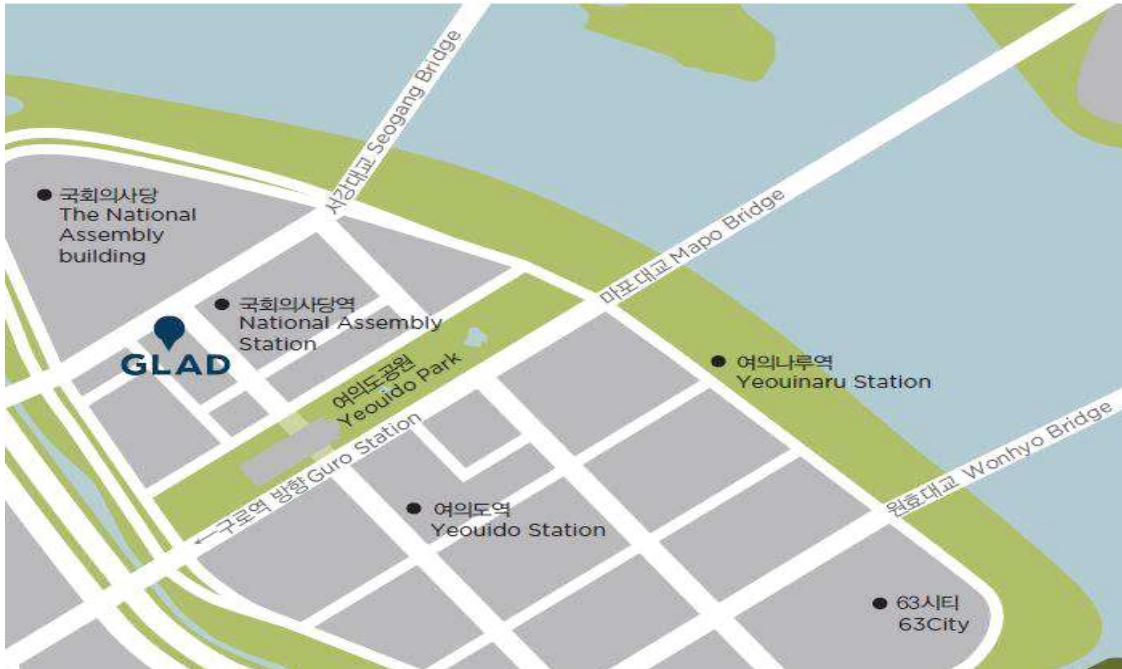 서강대교 Seogang Bridge
국회의사당
The National
Assembly
building
마포대교 Mapo Bridge
국회의사당역
National Assembly
Station
GLAD
여의도공원
Yeouido Park
여의나루역
Yeouinaru Station
←구로역 방향 Guro Station
원효대교 Wonhyo Bridge
여의도역
Yeouido Station
63시티
63City